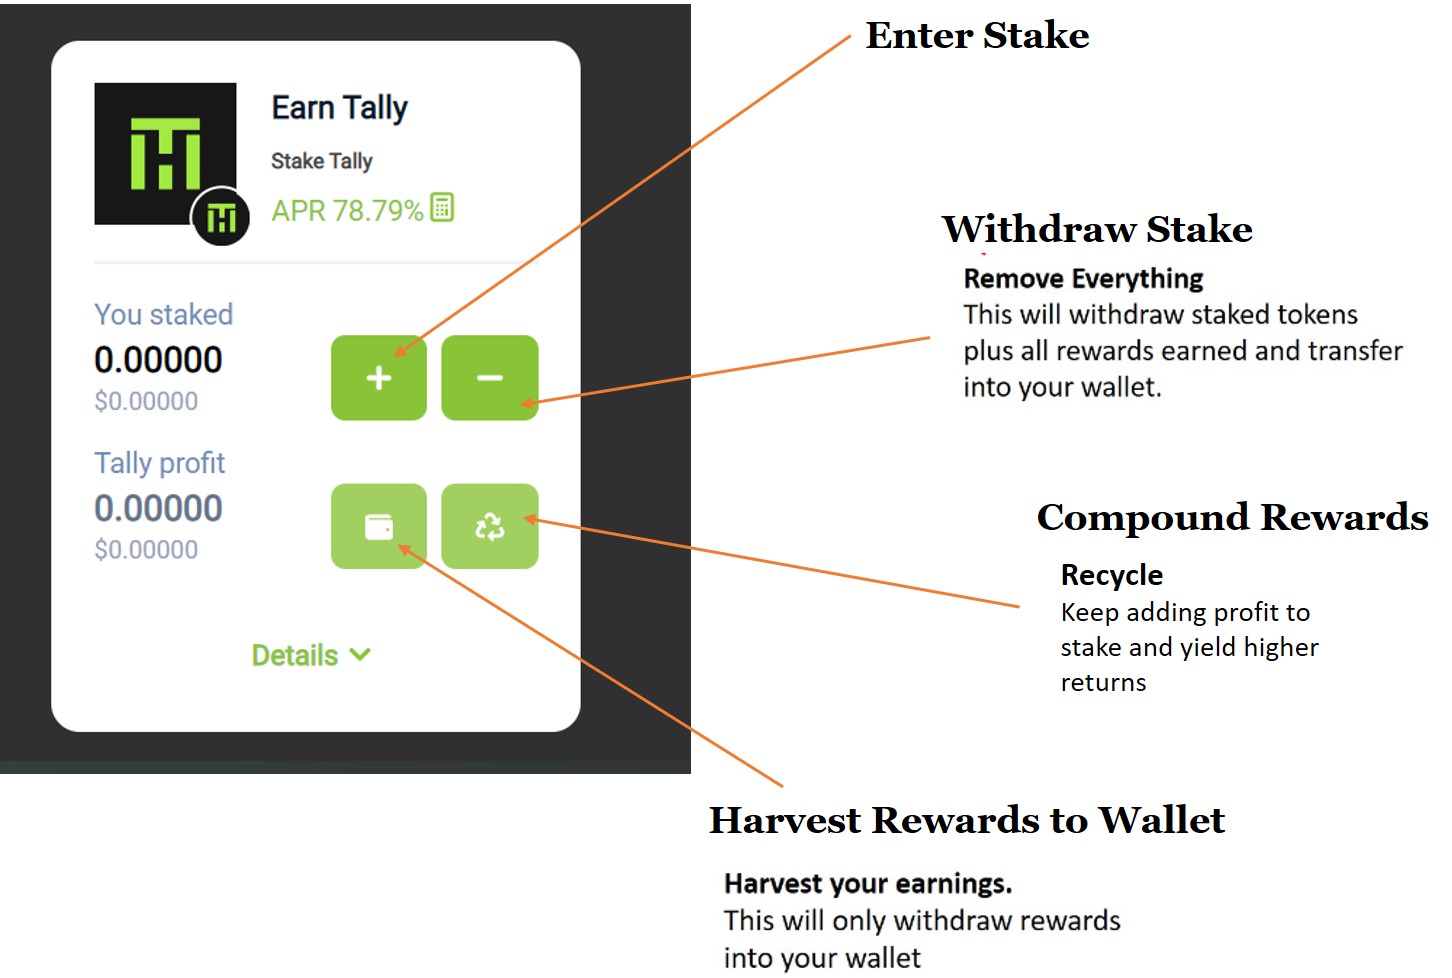 Enter Stake
Earn Tally
Stake Tally
APR 78.79%
Withdraw Stake
Remove Everything
This will withdraw staked tokens
plus all rewards earned and transfer
into your wallet.
You staked
0.00000
$0.00000
+
−
Tally profit
0.00000
$0.00000
Details
Compound Rewards
Recycle
Keep adding profit to
stake and yield higher
returns
Harvest Rewards to Wallet
Harvest your earnings.
This will only withdraw rewards
into your wallet